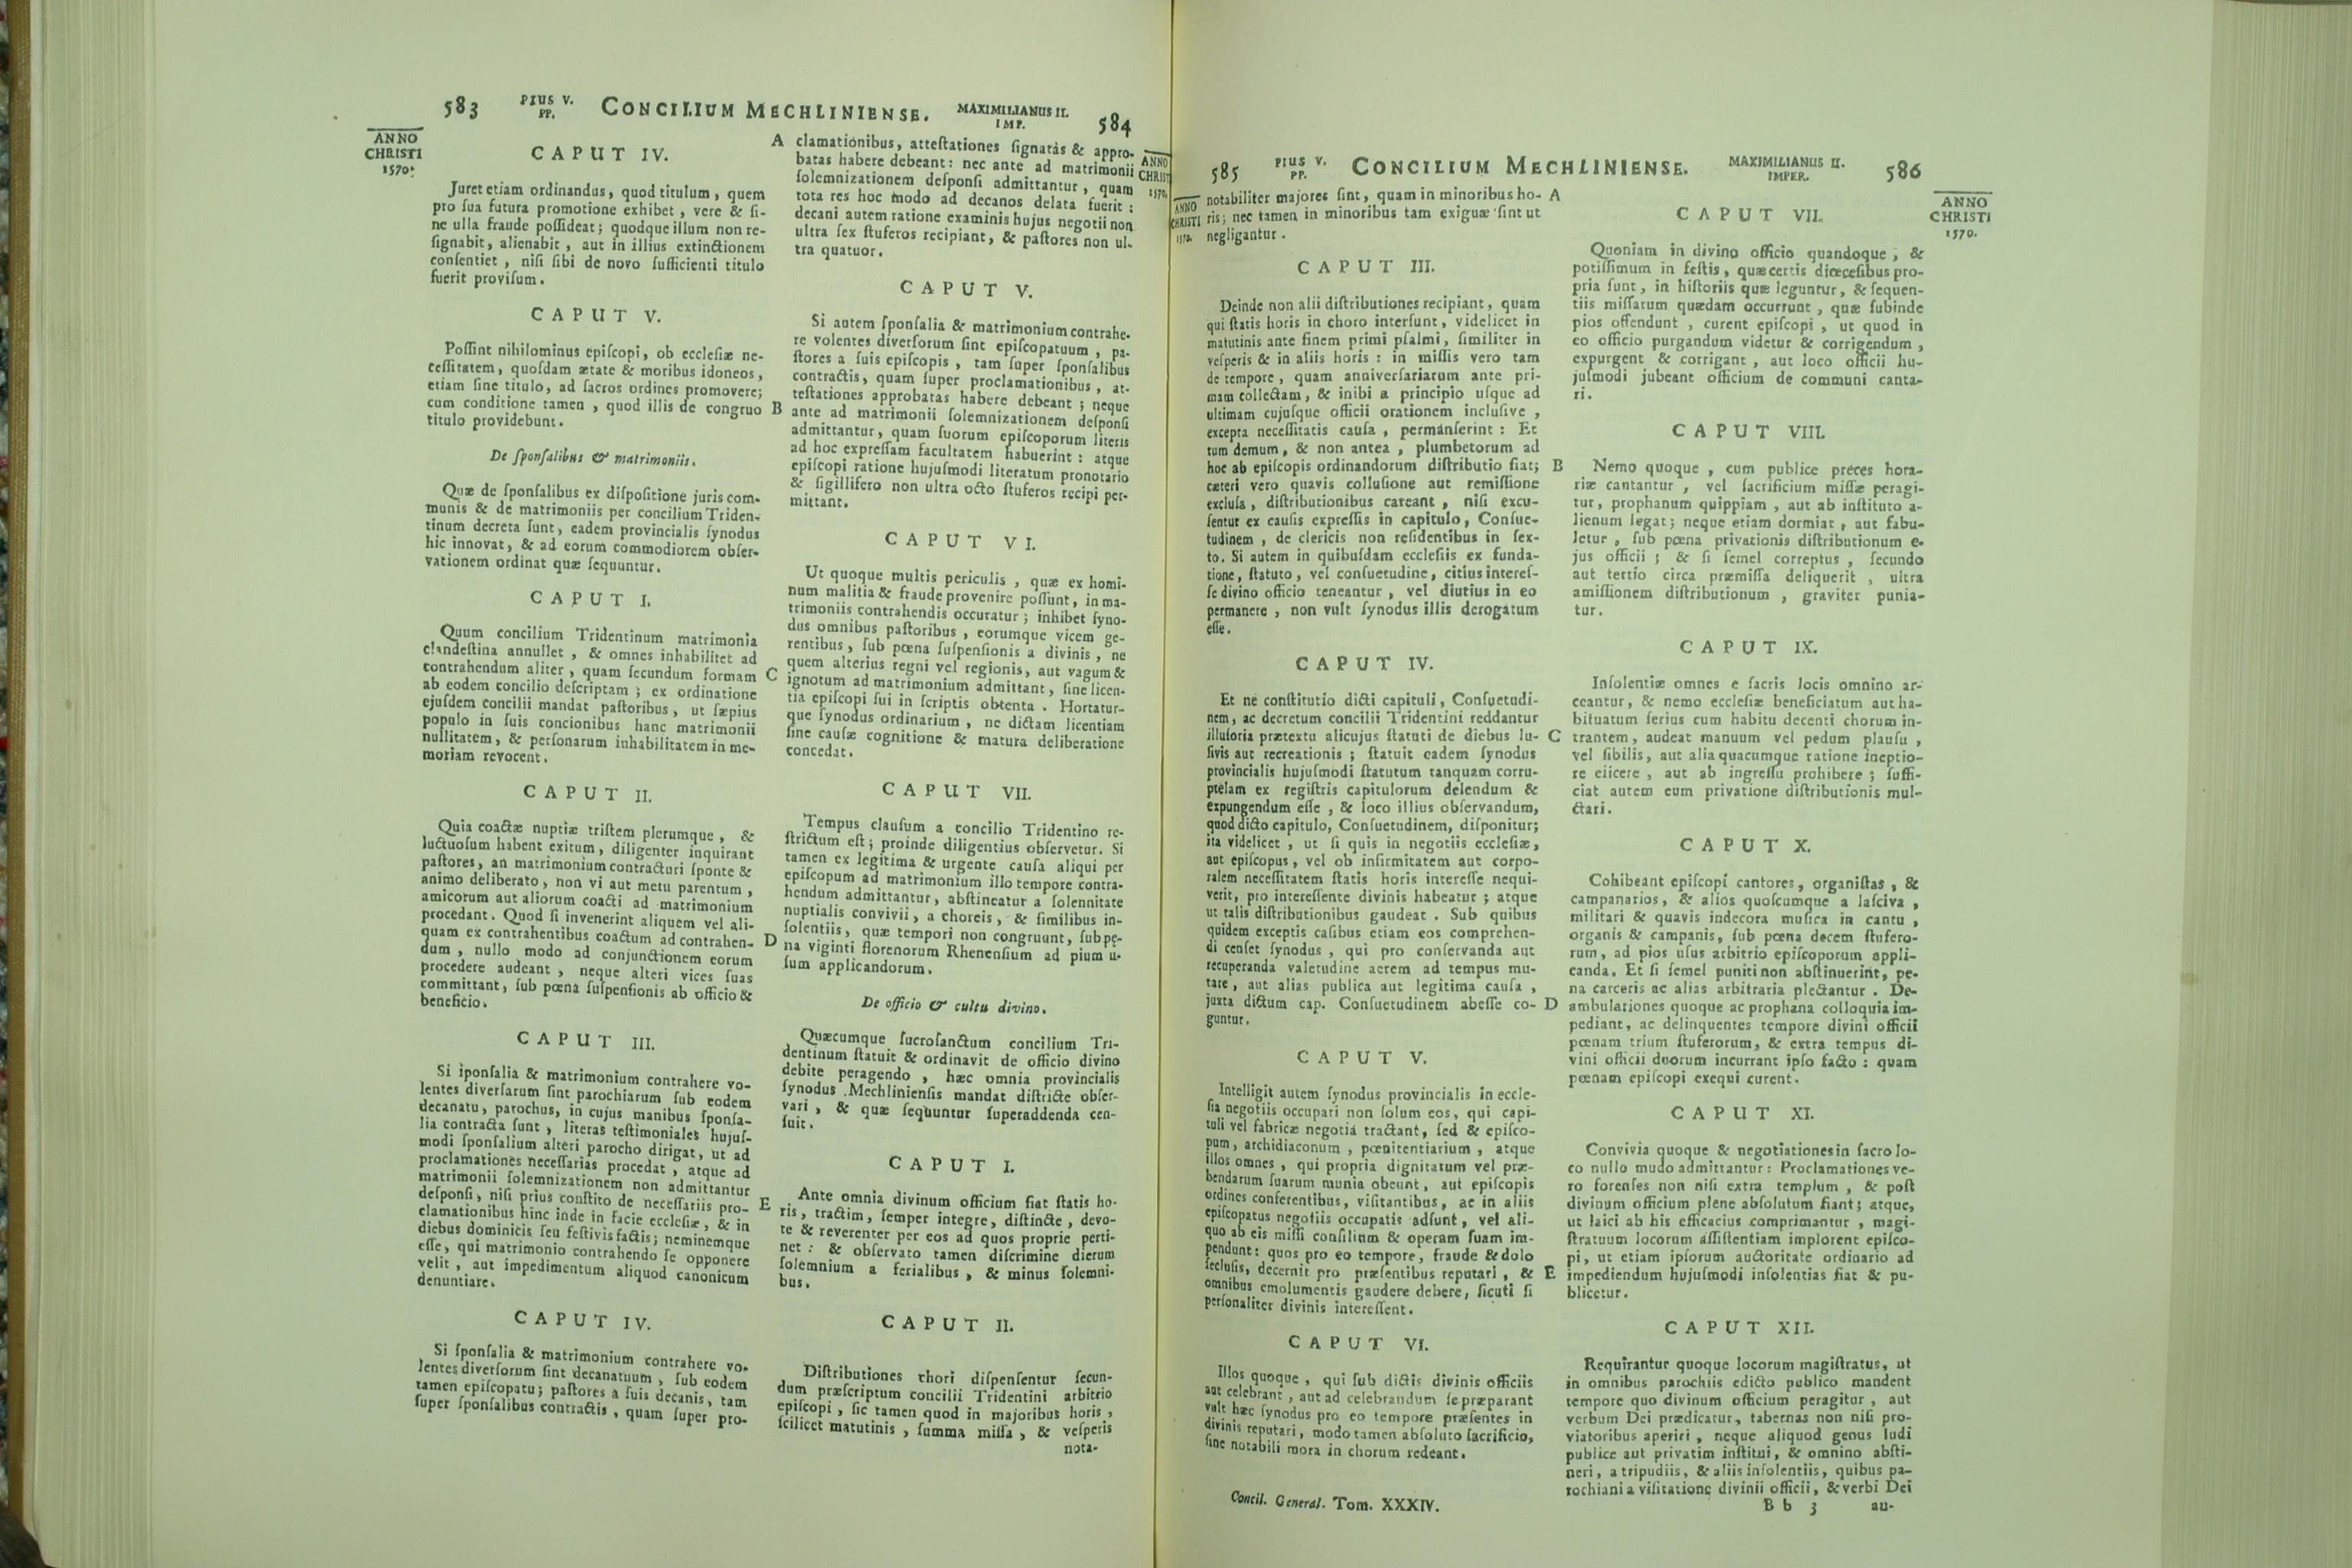 583 PIUS V. PP. CONCILIUM MECHLINIENSE. MAXIMILIANUS II. IMP. 584
ANNO
CHRISTI
1570.
CAPUT IV.
Juret etiam ordinandus, quod titulum, quem
pro sua futura promotione exhibet, vere & si-
ne ulla fraude possideat; quodque illum non re-
signabit, alienabit, aut in illius extinctionem
consentiet, nisi sibi de novo sufficienti titulo
fuerit provisum.
CAPUT V.
Possint nihilominus episcopi, ob ecclesiæ ne-
cessitatem, quosdam ætate & moribus idoneos,
etiam sine titulo, ad sacros ordines promovere;
cum conditione tamen, quod illis de congruo
titulo providebunt.
De sponsalibus & matrimoniis.
Quæ de sponsalibus ex dispositione juris com-
munis & de matrimoniis per concilium Triden-
tinum decreta sunt, eadem provincialis synodus
hic innovat, & ad eorum commodiorem obser-
vationem ordinat quæ sequuntur.
CAPUT I.
Quum concilium Tridentinum matrimonia
clandestina annullet, & omnes inhabilitet ad
contrahendum aliter, quam secundum formam
ab eodem concilio descriptam; ex ordinatione
ejusdem concilii mandat pastoribus, ut sæpius
populo in suis concionibus hanc matrimonii
nullitatem, & personarum inhabilitatem in me-
moriam revocent.
CAPUT II.
Quia coactæ nuptiæ tristem plerumque, &
luctuosum habent exitum, diligenter inquirant
pastores, an matrimonium contracturi sponte &
animo deliberato, non vi aut metu parentum,
amicorum aut aliorum coacti ad matrimonium
procedant. Quod si invenerint aliquem vel ali-
quam ex contrahentibus coactum ad contrahen-
dum, nullo modo ad conjunctionem eorum
procedere audeant, neque alteri vices suas
committant, sub pœna suspensionis ab officio &
beneficio.
CAPUT III.
Si sponsalia & matrimonium contrahere vo-
lentes diversarum sint parochiarum sub eodem
decanatu, parochus, in cujus manibus sponsa-
lia contracta sunt, literas testimoniales hujus-
modi sponsalium alteri parocho dirigat, ut ad
proclamationes necessarias procedat, atque ad
matrimonii solemnizationem non admittantur
desponsi, nisi prius constito de necessariis pro-
clamationibus hinc inde in facie ecclesiæ, & in
diebus dominicis seu festivis factis; neminemque
esse, qui matrimonio contrahendo se opponere
velit, aut impedimentum aliquod canonicum
denuntiare.
CAPUT IV.
Si sponsalia & matrimonium contrahere vo-
lentes diversorum sint decanatuum, sub eodem
tamen episcopatu; pastores a suis decanis, tam
super sponsalibus contractis, quam super pro-
A
B
C
D
E
clamationibus, attestationes signatas & appro-
batas habere debeant: nec ante ad matrimonii
solemnizationem desponsi admittantur, quam
tota res hoc modo ad decanos delata fuerit:
decani autem ratione examinis hujus negotii non
ultra sex stuferos recipiant, & pastores non ul-
tra quatuor.
CAPUT V.
Si autem sponsalia & matrimonium contrahe-
re volentes diversorum sint episcopatuum, pa-
stores a suis episcopis, tam super sponsalibus
contractis, quam super proclamationibus, at-
testationes approbatas habere debeant; neque
ante ad matrimonii solemnizationem desponsi
admittantur, quam suorum episcoporum literis
ad hoc expressam facultatem habuerint: atque
episcopi ratione hujusmodi literatum pronotario
& sigillifero non ultra octo stuferos recipi per-
mittant.
CAPUT VI.
Ut quoque multis periculis, quæ ex homi-
num malitia & fraude provenire possunt, in ma-
trimoniis contrahendis occuratur; inhibet syno-
dus omnibus pastoribus, eorumque vicem ge-
rentibus, sub pœna suspensionis a divinis, ne
quem alterius regni vel regionis, aut vagum &
ignotum ad matrimonium admittant, sine licen-
tia episcopi sui in scriptis obtenta. Hortatur-
que synodus ordinarium, ne dictam licentiam
sine causæ cognitione & matura deliberatione
concedat.
CAPUT VII.
Tempus clausum a concilio Tridentino re-
strictum est; proinde diligentius observetur. Si
tamen ex legitima & urgente causa aliqui per
episcopum ad matrimonium illo tempore contra-
hendum admittantur, abstineatur a solennitate
nuptialis convivii, a choreis, & similibus in-
solentiis, quæ tempori non congruunt, sub pę-
na viginti florenorum Rhenensium ad pium u-
sum applicandorum.
De officio & cultu divino.
Quæcumque sucrosanctum concilium Tri-
dentinum statuit & ordinavit de officio divino
debite peragendo, hæc omnia provincialis
synodus Mechliniensis mandat districte obser-
vari, & quæ sequuntur superaddenda cen-
suit.
CAPUT I.
Ante omnia divinum officium fiat statis ho-
ris, tractim, semper integre, distincte, devo-
te & reverenter per eos ad quos proprie perti-
net: & observato tamen discrimine dierum
solemnium a ferialibus, & minus solemni-
bus.
CAPUT II.
Distributiones chori dispensentur secun-
dum præscriptum concilii Tridentini arbitrio
episcopi, sic tamen quod in majoribus horis,
scilicet matutinis, summa missa, & vesperis
nota-
ANNO
CHRISTI
1570.
585 PIUS V. PP. CONCILIUM MECHLINIENSE. MAXIMILIANUS II. IMPER. 586
ANNO
CHRISTI
1570.
notabiliter majores sint, quam in minoribus ho-
ris; nec tamen in minoribus tam exiguæ sint ut
negligantur.
CAPUT III.
Deinde non alii distributiones recipiant, quam
qui statis horis in choro intersunt, videlicet in
matutinis ante finem primi psalmi, similiter in
vesperis & in aliis horis: in missis vero tam
de tempore, quam anniversariarum ante pri-
mam collectam, & inibi a principio usque ad
ultimam cujusque officii orationem inclusive,
excepta necessitatis causa, permanserint: Et
tum demum, & non antea, plumbetorum ad
hoc ab episcopis ordinandorum distributio fiat;
cæteri vero quavis collusione aut remissione
exclusa, distributionibus careant, nisi excu-
sentur ex causis expressis in capitulo, Consue-
tudinem, de clericis non residentibus in sex-
to. Si autem in quibusdam ecclesiis ex funda-
tione, statuto, vel consuetudine, citius interes-
se divino officio teneantur, vel diutius in eo
permanere, non vult synodus illis derogatum
esse.
CAPUT IV.
Et ne constitutio dicti capituli, Consuetudi-
nem, ac decretum concilii Tridentini reddantur
illusoria prætextu alicujus statuti de diebus lu-
sivis aut recreationis; statuit eadem synodus
provincialis hujusmodi statutum tanquam corru-
ptelam ex registris capitulorum delendum &
expungendum esse, & loco illius observandum,
quod dicto capitulo, Consuetudinem, disponitur;
ita videlicet, ut si quis in negotiis ecclesiæ,
aut episcopus, vel ob infirmitatem aut corpo-
ralem necessitatem statis horis interesse nequi-
verit, pro interessente divinis habeatur; atque
ut talis distributionibus gaudeat. Sub quibus
quidem exceptis casibus etiam eos comprehen-
di censet synodus, qui pro conservanda aut
recuperanda valetudine aerem ad tempus mu-
tare, aut alias publica aut legitima causa,
juxta dictum cap. Consuetudinem abesse co-
guntur.
CAPUT V.
Intelligit autem synodus provincialis in eccle-
sia negotiis occupari non solum eos, qui capi-
tuli vel fabricæ negotia tractant, sed & episco-
pum, archidiaconum, pœnitentiarium, atque
illos omnes, qui propria dignitatum vel præ-
bendarum suarum munia obeunt, aut episcopis
ordines conferentibus, visitantibus, ac in aliis
episcopatus negotiis occupatis adsunt, vel ali-
quo ab eis missi consilium & operam suam im-
pendunt: quos pro eo tempore, fraude & dolo
seclusis, decernit pro præsentibus reputari, &
omnibus emolumentis gaudere debere, sicuti si
personaliter divinis interessent.
CAPUT VI.
Illos quoque, qui sub dictis divinis officiis
aut celebrant, aut ad celebrandum se præparant
vult hæc synodus pro eo tempore præsentes in
divinis reputari, modo tamen absoluto sacrificio,
sine notabili mora in chorum redeant.
Concil. General. Tom. XXXIV.
A
B
C
D
E
CAPUT VII.
Quoniam in divino officio quandoque, &
potissimum in festis, quæ certis diœcesibus pro-
pria sunt, in historiis quæ leguntur, & sequen-
tiis missarum quædam occurrunt, quæ subinde
pios offendunt, curent episcopi, ut quod in
eo officio purgandum videtur & corrigendum,
expurgent & corrigant, aut loco officii hu-
jusmodi jubeant officium de communi canta-
ri.
CAPUT VIII.
Nemo quoque, cum publice preces hora-
riæ cantantur, vel sacrificium missæ peragi-
tur, prophanum quippiam, aut ab instituto a-
lienum legat; neque etiam dormiat, aut fabu-
letur, sub pœna privationis distributionum e-
jus officii; & si semel correptus, secundo
aut tertio circa præmissa deliquerit, ultra
amissionem distributionum, graviter punia-
tur.
CAPUT IX.
Insolentiæ omnes e sacris locis omnino ar-
ceantur, & nemo ecclesiæ beneficiatum aut ha-
bituatum serius cum habitu decenti chorum in-
trantem, audeat manuum vel pedum plausu,
vel sibilis, aut alia quacumque ratione ineptio-
re eiicere, aut ab ingressu prohibere; suffi-
ciat autem eum privatione distributionis mul-
ctari.
CAPUT X.
Cohibeant episcopi cantores, organistas, &
campanarios, & alios quoscumque a lasciva,
militari & quavis indecora musica in cantu,
organis & campanis, sub pœna decem stufero-
rum, ad pios usus arbitrio episcoporum appli-
canda. Et si semel puniti non abstinuerint, pe-
na carceris ac alias arbitraria plectantur. De-
ambulationes quoque ac prophana colloquia im-
pediant, ac delinquentes tempore divini officii
pœnam trium stuferorum, & extra tempus di-
vini officii duorum incurrant ipso facto: quam
pœnam episcopi exequi curent.
CAPUT XI.
Convivia quoque & negotiationes in sacro lo-
co nullo mudo admittantur: Proclamationes ve-
ro forenses non nisi extra templum, & post
divinum officium plene absolutum fiant; atque,
ut laici ab his efficacius comprimantur, magi-
stratuum locorum assistentiam implorent episco-
pi, ut etiam ipsorum auctoritate ordinario ad
impediendum hujusmodi insolentias fiat & pu-
blicetur.
CAPUT XII.
Requirantur quoque locorum magistratus, ut
in omnibus parochiis edicto publico mandent
tempore quo divinum officium peragitur, aut
verbum Dei prædicatur, tabernas non nisi pro-
viatoribus aperiri, neque aliquod genus ludi
publice aut privatim institui, & omnino absti-
neri, a tripudiis, & aliis insolentiis, quibus pa-
rochiani a visitatione divinii officii, & verbi Dei
B b 3 au-
ANNO
CHRISTI
1570.